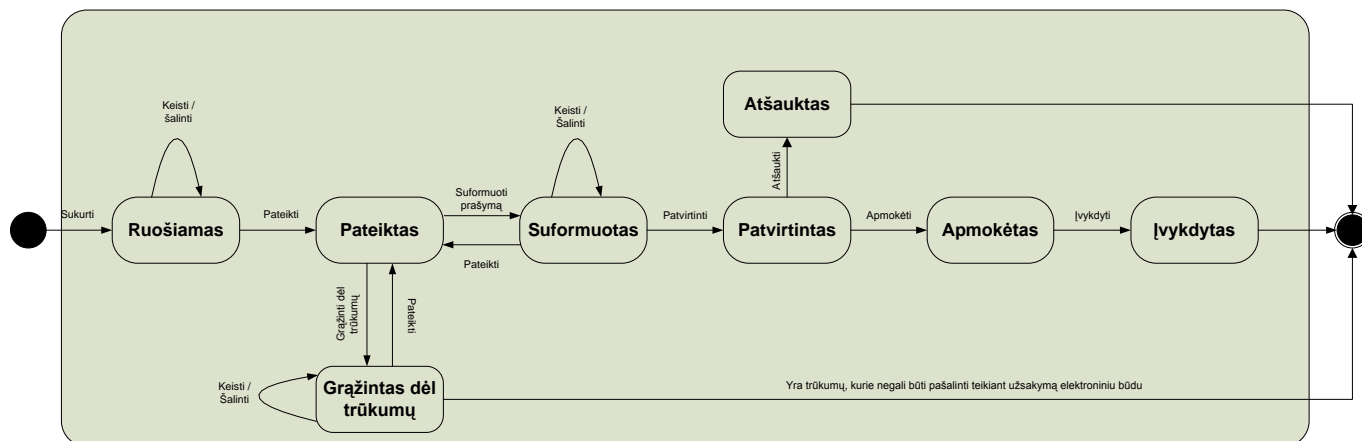 Atšauktas
Keisti /
šalinti
Keisti /
Šalinti
Atšaukti
Sukurti
Ruošiamas
Pateikti
Pateiktas
Suformuoti
prašymą
Pateikti
Suformuotas
Patvirtinti
Patvirtintas
Apmokėti
Apmokėtas
Įvykdyti
Įvykdytas
Grąžinti dėl
trūkumų
Pateikti
Keisti /
Šalinti
Grąžintas dėl
trūkumų
Yra trūkumų, kurie negali būti pašalinti teikiant užsakymą elektroniniu būdu